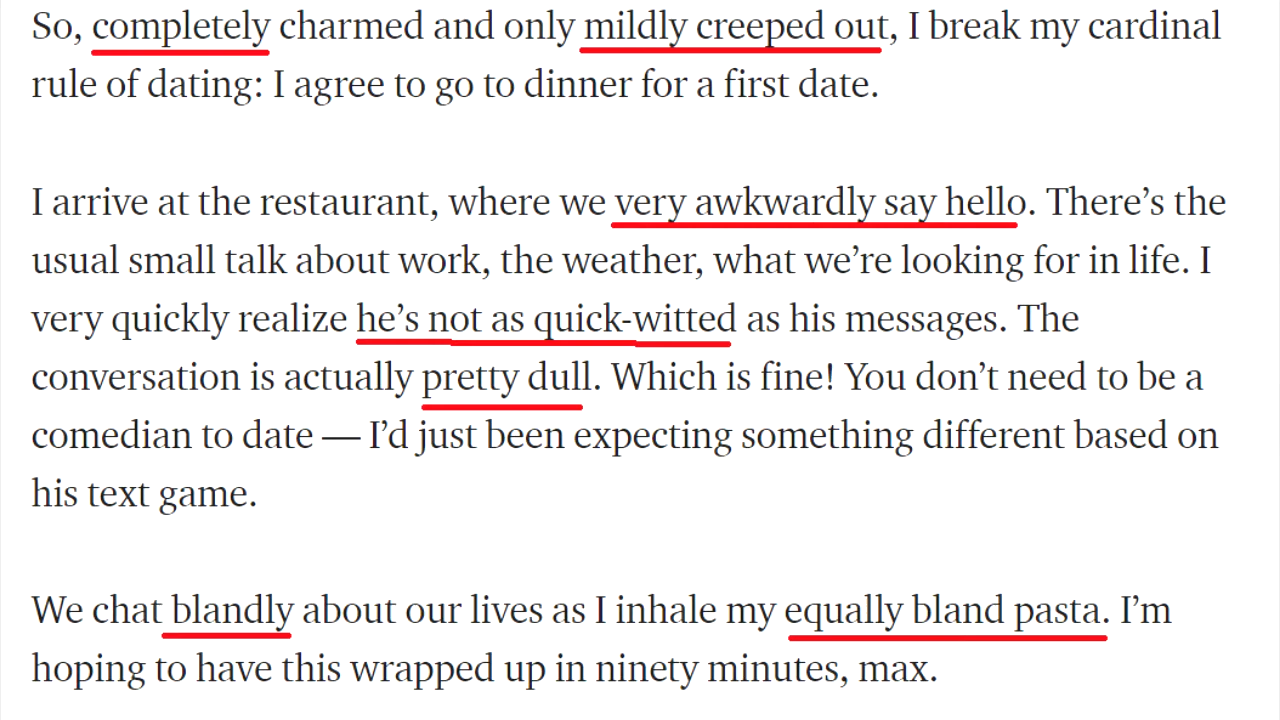 So, completely charmed and only mildly creeped out, I break my cardinal
rule of dating: I agree to go to dinner for a first date.
I arrive at the restaurant, where we very awkwardly say hello. There’s the
usual small talk about work, the weather, what we’re looking for in life. I
very quickly realize he’s not as quick-witted as his messages. The
conversation is actually pretty dull. Which is fine! You don’t need to be a
comedian to date — I’d just been expecting something different based on
his text game.
We chat blandly about our lives as I inhale my equally bland pasta. I’m
hoping to have this wrapped up in ninety minutes, max.